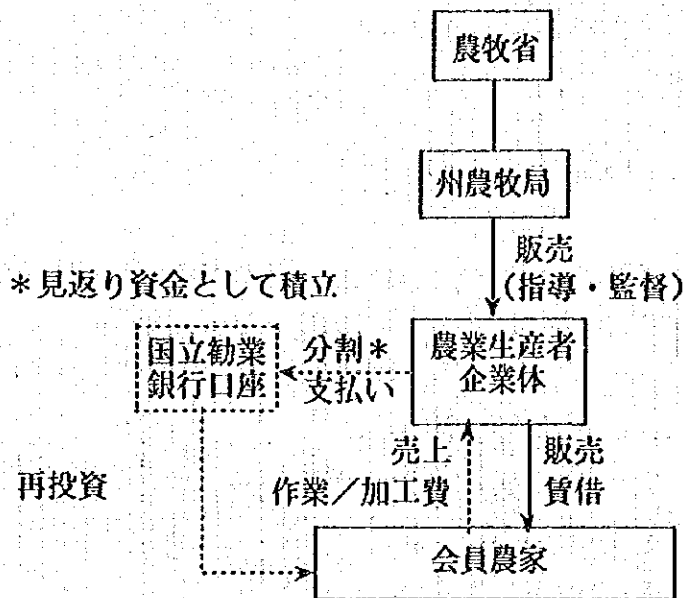 農牧省
州農牧局
販売
(指導・監督)
*見返り資金として積立
国立勧業
銀行口座
分割*
支払い
農業生産者
企業体
売上
作業/加工費
販売
賃借
再投資
会員農家